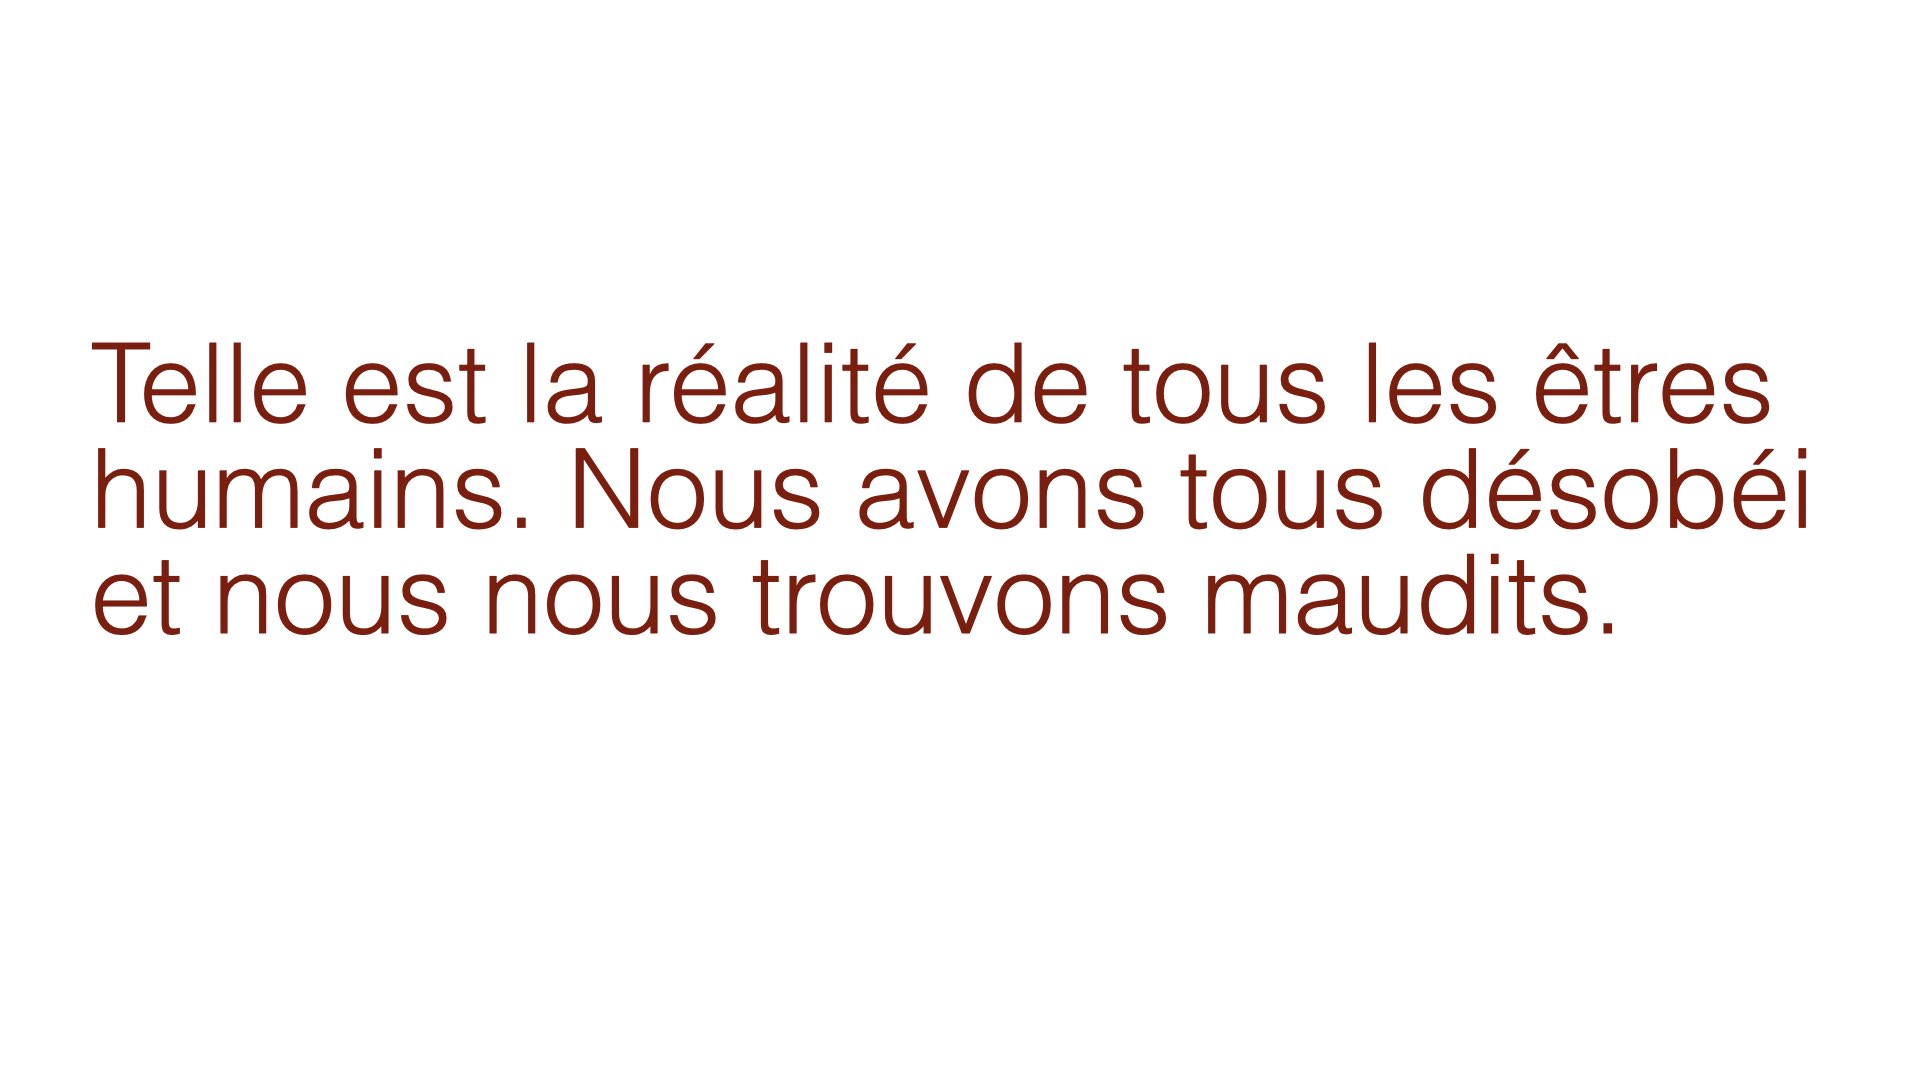 Telle est la réalité de tous les êtres
humains. Nous avons tous désobéi
et nous nous trouvons maudits.